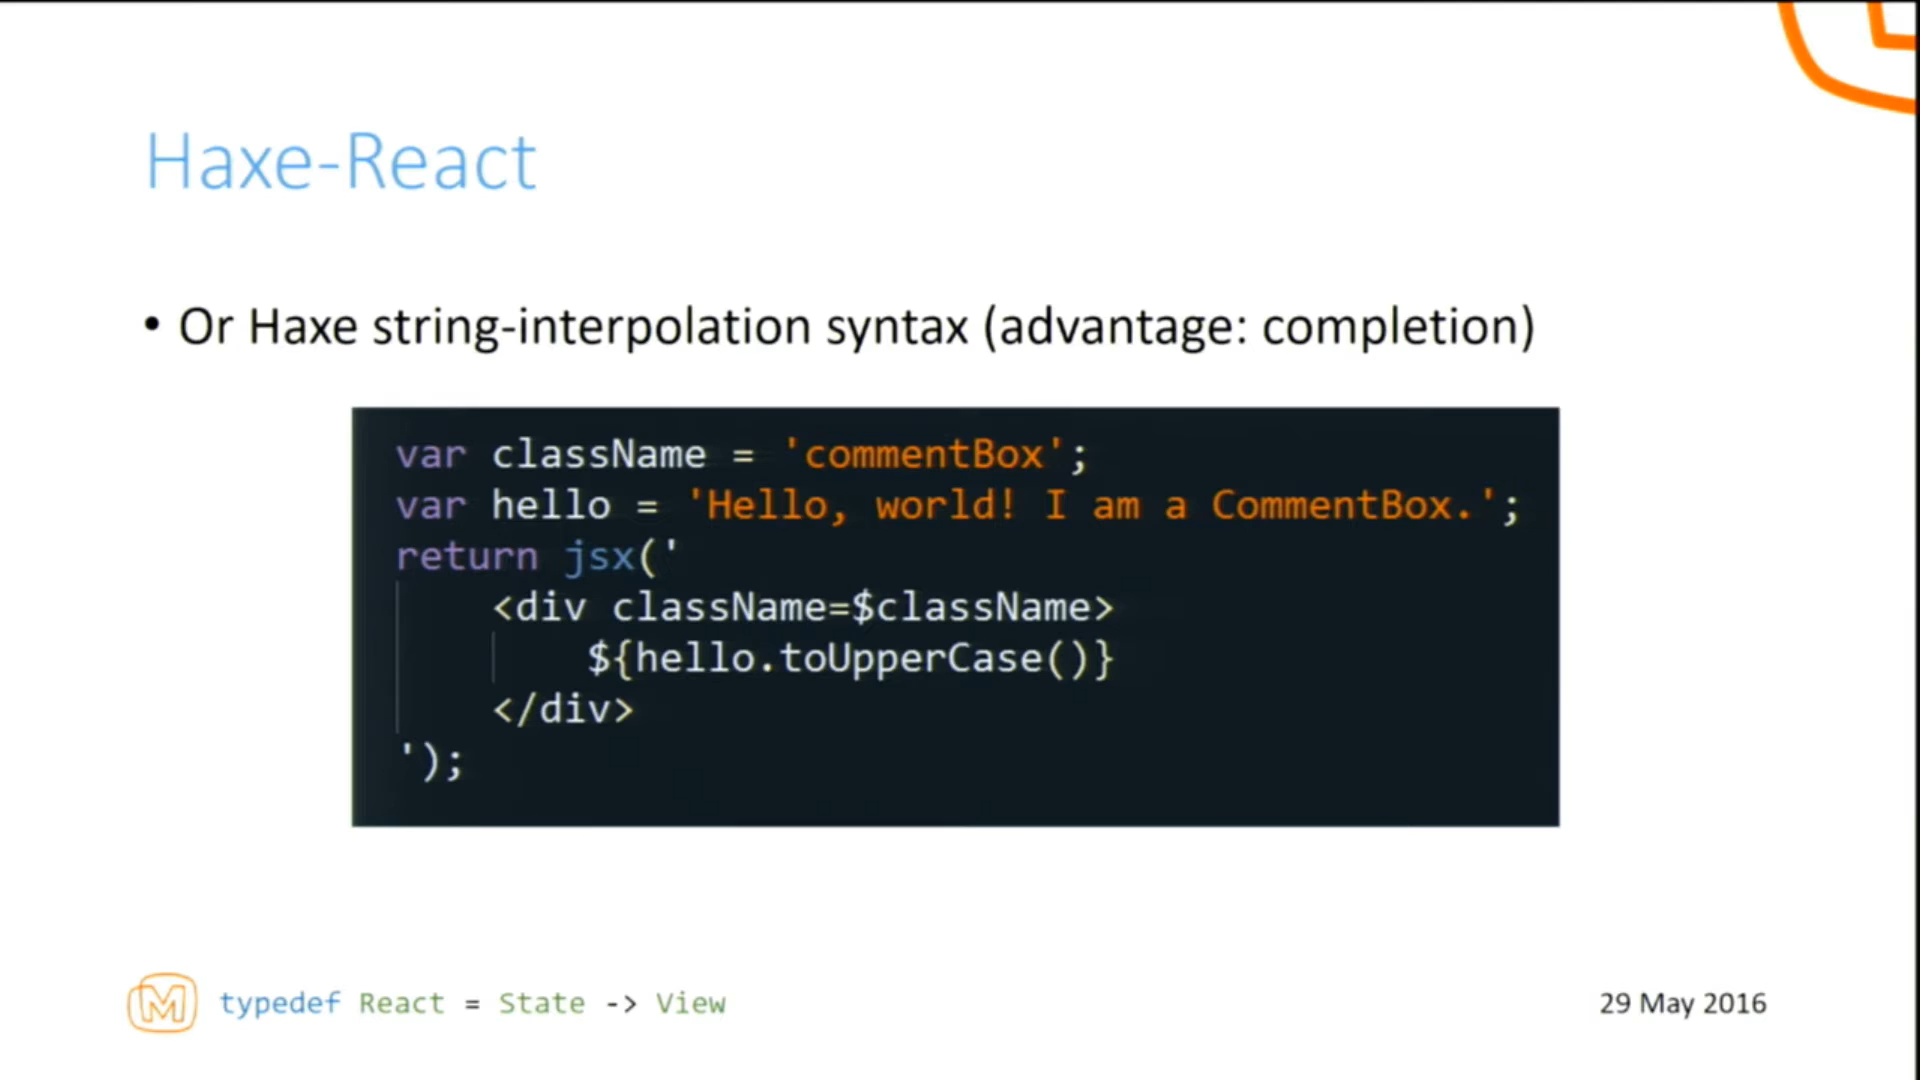 Haxe-React
• Or Haxe string-interpolation syntax (advantage: completion)
var className = 'commentBox';
var hello = 'Hello, world! I am a CommentBox.';
return jsx('
<div className=$className>
${hello.toUpperCase()}
</div>
');
M
typedef React = State -> View
29 May 2016